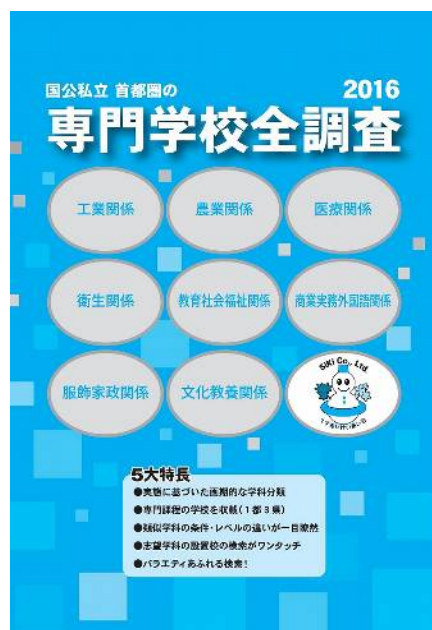 国公私立 首都圏の
2016
専門学校全調査
工業関係
農業関係
医療関係
衛生関係
教育社会福祉関係
商業実務外国語関係
服飾家政関係
文化教養関係
SiKi Co., Ltd
5大特長
●実態に基づいた画期的な学科分類
●専門課程の学校を収載(1都3県)
●類似学科の条件・レベルの違いが一目瞭然
●志望学科の設置校の検索がワンタッチ
●バラエティあふれる検索!